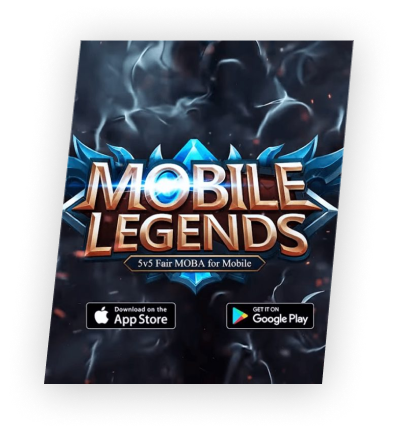 MOBILE
LEGENDS
5v5 Fair MOBA for Mobile
Download on the
App Store
GET IT ON
Google Play